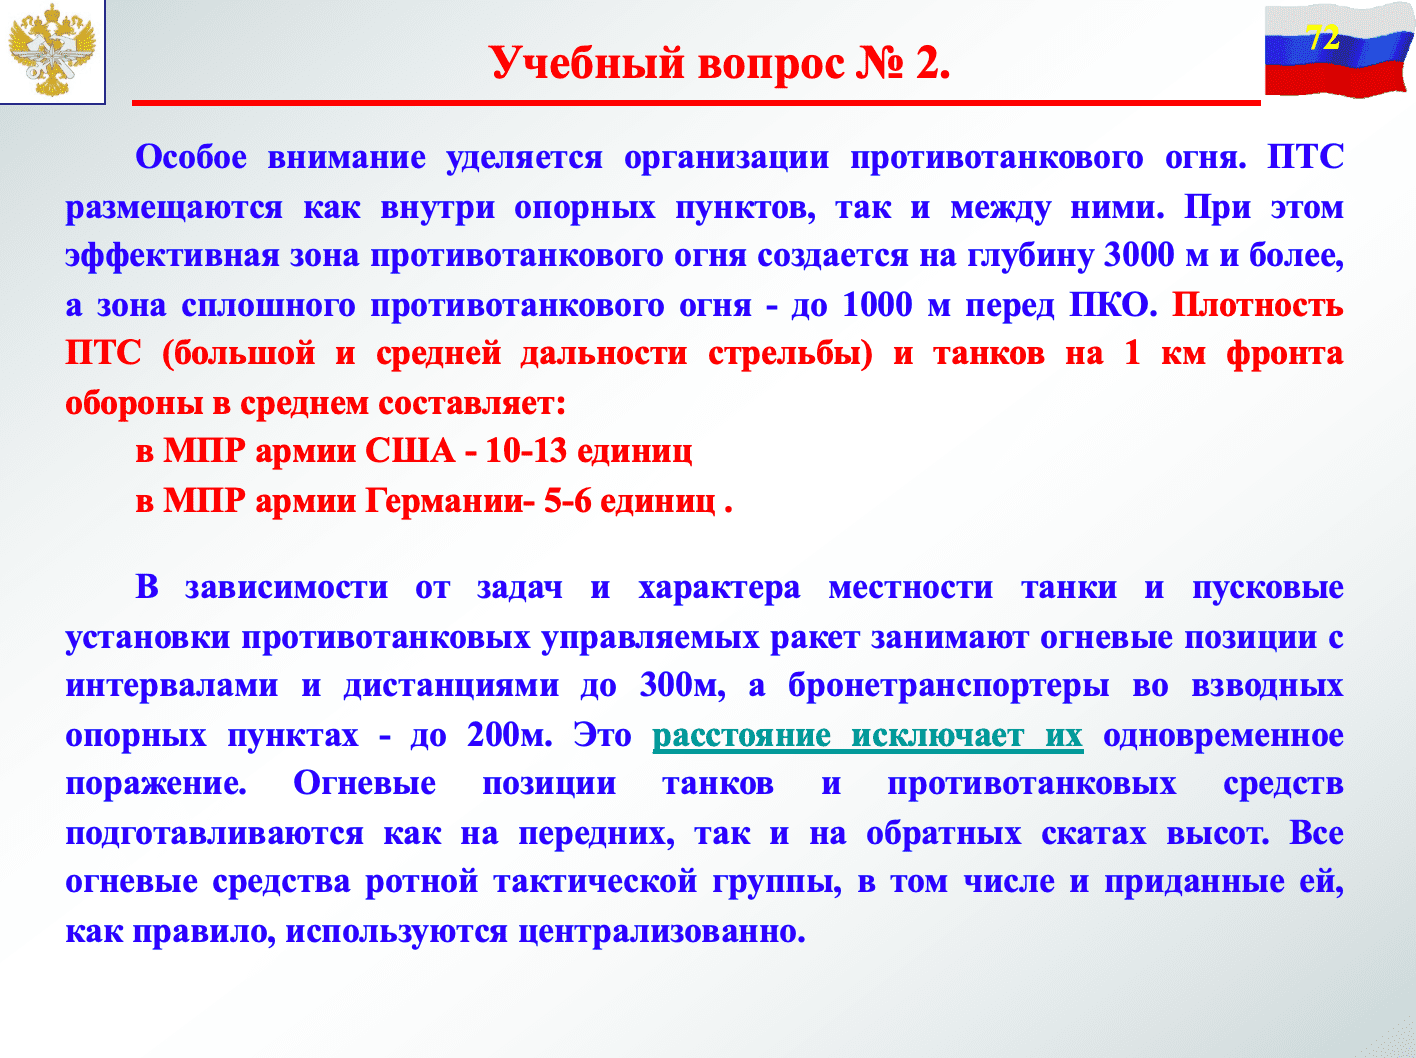 72
Учебный вопрос № 2.
Особое внимание уделяется организации противотанкового огня. ПТС
размещаются как внутри опорных пунктов, так и между ними. При этом
эффективная зона противотанкового огня создается на глубину 3000 м и более,
а зона сплошного противотанкового огня - до 1000 м перед ПКО. Плотность
ПТС (большой и средней дальности стрельбы) и танков на 1 км фронта
обороны в среднем составляет:
в МПР армии США - 10-13 единиц
в МПР армии Германии- 5-6 единиц .
В зависимости от задач и характера местности танки и пусковые
установки противотанковых управляемых ракет занимают огневые позиции с
интервалами и дистанциями до 300м, а бронетранспортеры во взводных
опорных пунктах - до 200м. Это расстояние исключает их одновременное
поражение. Огневые позиции танков и противотанковых средств
подготавливаются как на передних, так и на обратных скатах высот. Все
огневые средства ротной тактической группы, в том числе и приданные ей,
как правило, используются централизованно.